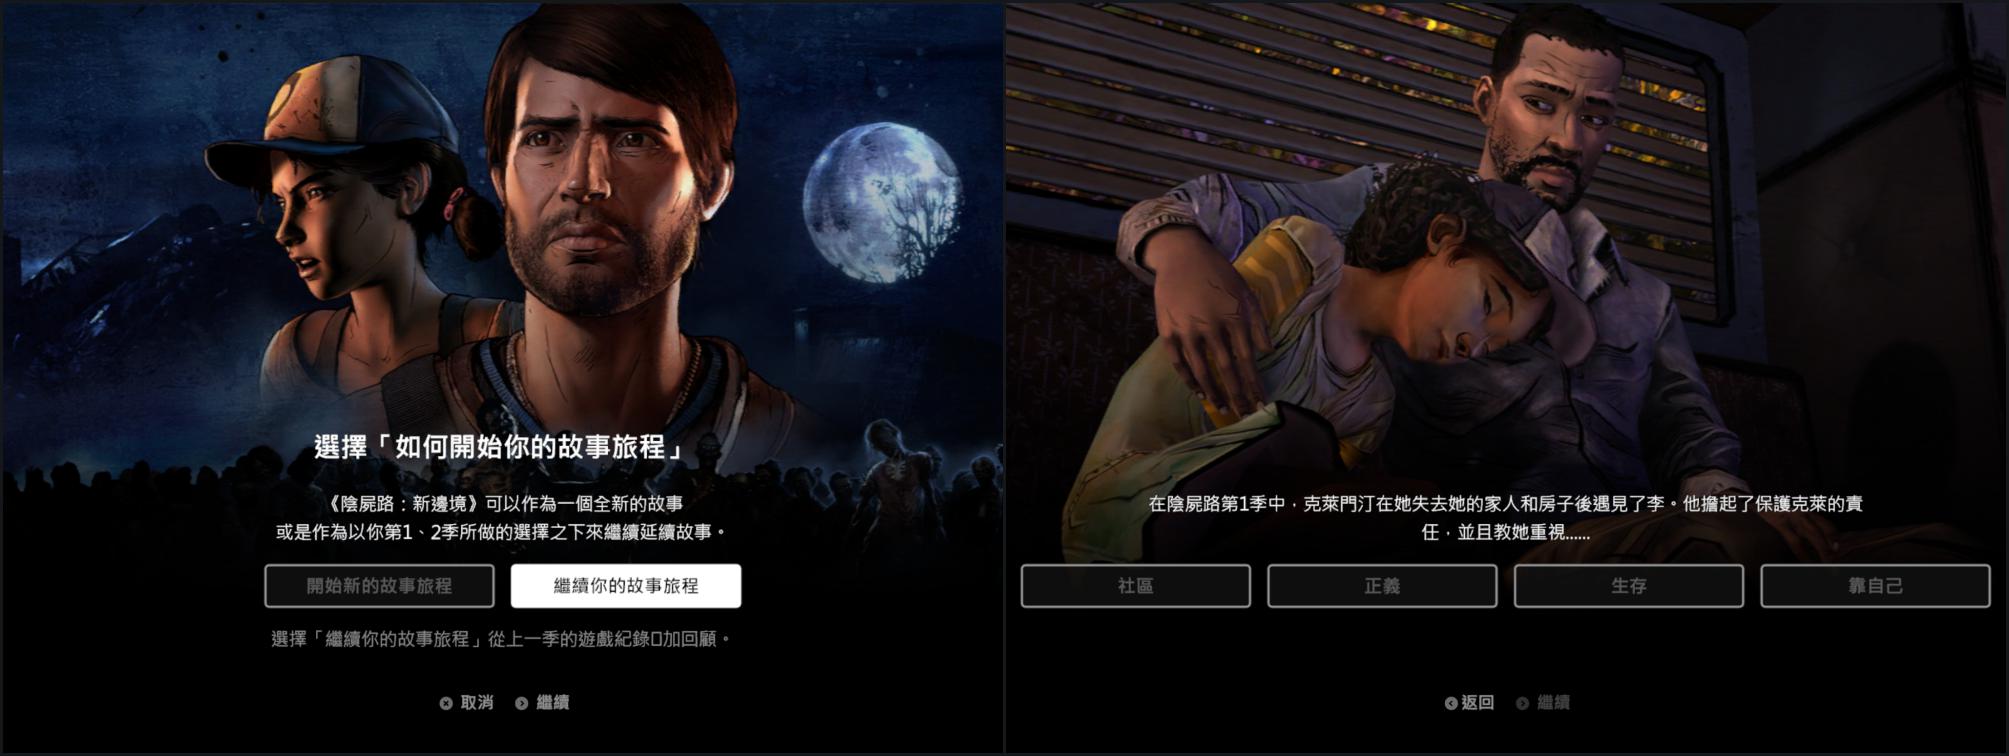 選擇「如何開始你的故事旅程」
《陰屍路：新邊境》可以作為一個全新的故事
或是作為以你第1、2季所做的選擇之下來繼續延續故事。
開始新的故事旅程
繼續你的故事旅程
選擇「繼續你的故事旅程」從上一季的遊戲紀錄▯加回顧。
取消
繼續
在陰屍路第1季中，克萊門汀在她失去她的家人和房子後遇見了李。他擔起了保護克萊的責
任，並且教她重視......
社區
正義
生存
靠自己
返回
繼續